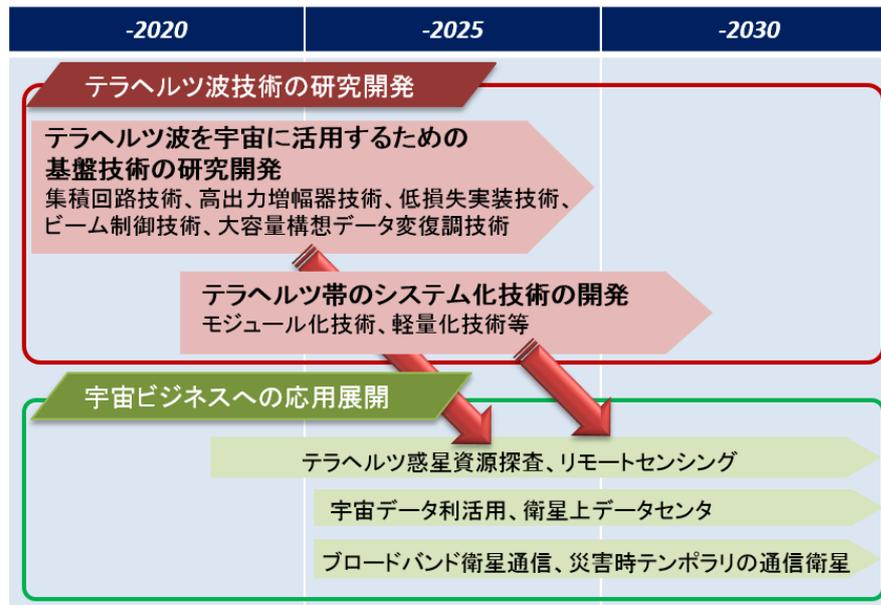 -2020
-2025
-2030
テラヘルツ波技術の研究開発
テラヘルツ波を宇宙に活用するための
基盤技術の研究開発
集積回路技術、高出力増幅器技術、低損失実装技術、
ビーム制御技術、大容量構想データ変復調技術
テラヘルツ帯のシステム化技術の開発
モジュール化技術、軽量化技術等
宇宙ビジネスへの応用展開
テラヘルツ惑星資源探査、リモートセンシング
宇宙データ利活用、衛星上データセンタ
ブロードバンド衛星通信、災害時テンポラリの通信衛星